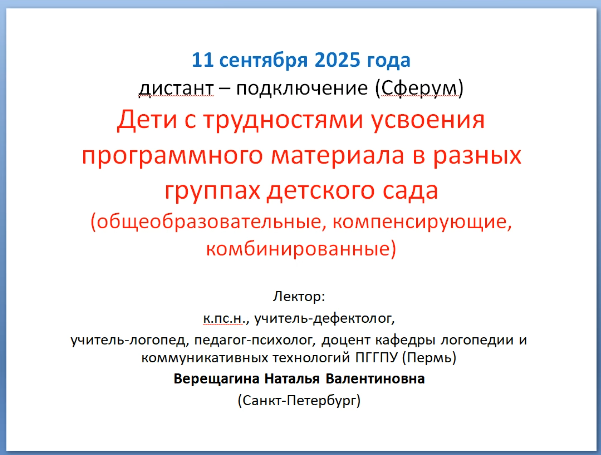 11 сентября 2025 года
дистант – подключение (Сферум)
Дети с трудностями усвоения
программного материала в разных
группах детского сада
(общеобразовательные, компенсирующие,
комбинированные)
Лектор:
к.пс.н., учитель-дефектолог,
учитель-логопед, педагог-психолог, доцент кафедры логопедии и
коммуникативных технологий ПГГПУ (Пермь)
Верещагина Наталья Валентиновна
(Санкт-Петербург)